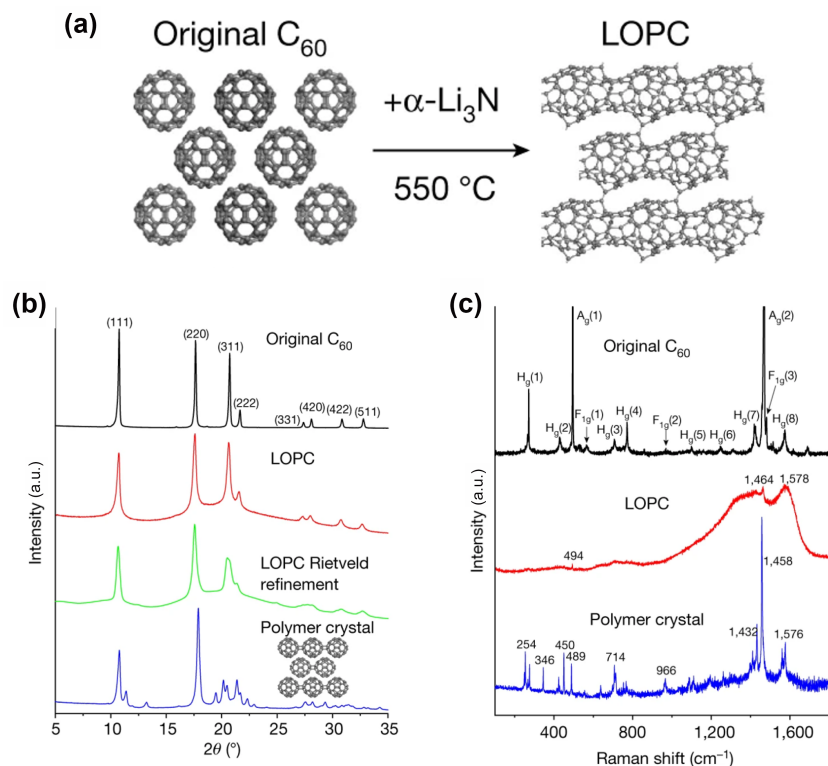 (a)
Original C60
LOPC
+α-Li3N
550 °C
(b)
(111)
(220)
(311)
(222)
(331)
(420)
(422)
(511)
Original C60
LOPC
LOPC Rietveld
refinement
Polymer crystal
Intensity (a.u.)
5
10
15
20
25
30
35
2θ (°)
(c)
Ag(1)
Ag(2)
Original C60
F1g(3)
Hg(1)
F1g(1)
Hg(4)
Hg(7)
Hg(8)
Hg(2)
Hg(3)
F1g(2)
Hg(5)
Hg(6)
LOPC
1,464
1,578
494
1,458
Polymer crystal
254
346
450
489
714
966
1,432
1,576
Intensity (a.u.)
400
800
1,200
1,600
Raman shift (cm–1)